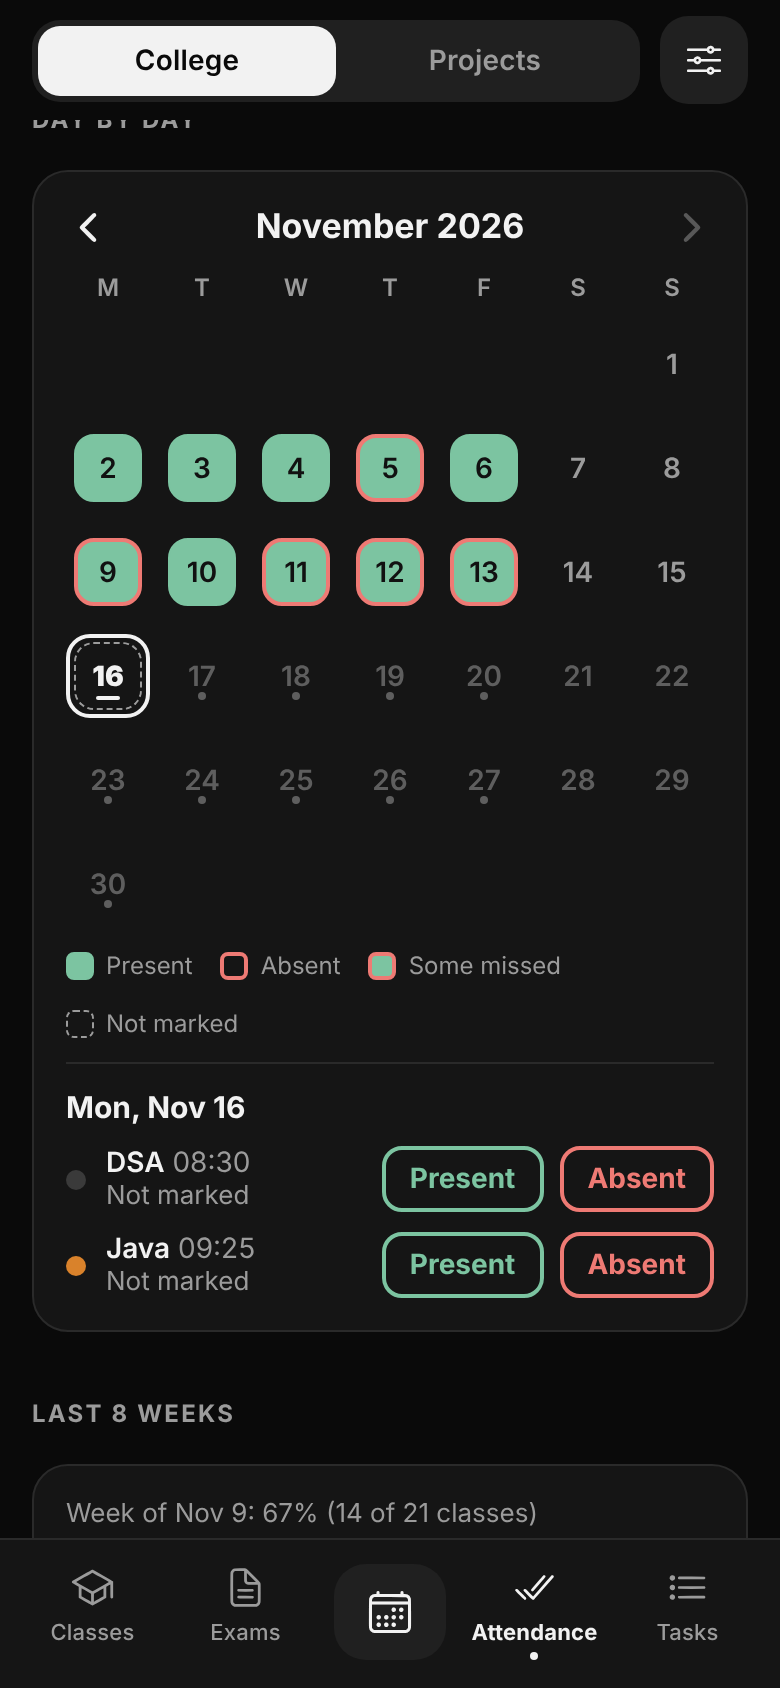 College Projects
DAY BY DAY
November 2026
M T W T F S S
1
2 3 4 5 6 7 8
9 10 11 12 13 14 15
16 17 18 19 20 21 22
23 24 25 26 27 28 29
30
Present Absent Some missed
Not marked
Mon, Nov 16
DSA 08:30
Not marked
Present Absent
Java 09:25
Not marked
Present Absent
LAST 8 WEEKS
Week of Nov 9: 67% (14 of 21 classes)
Classes Exams Attendance Tasks